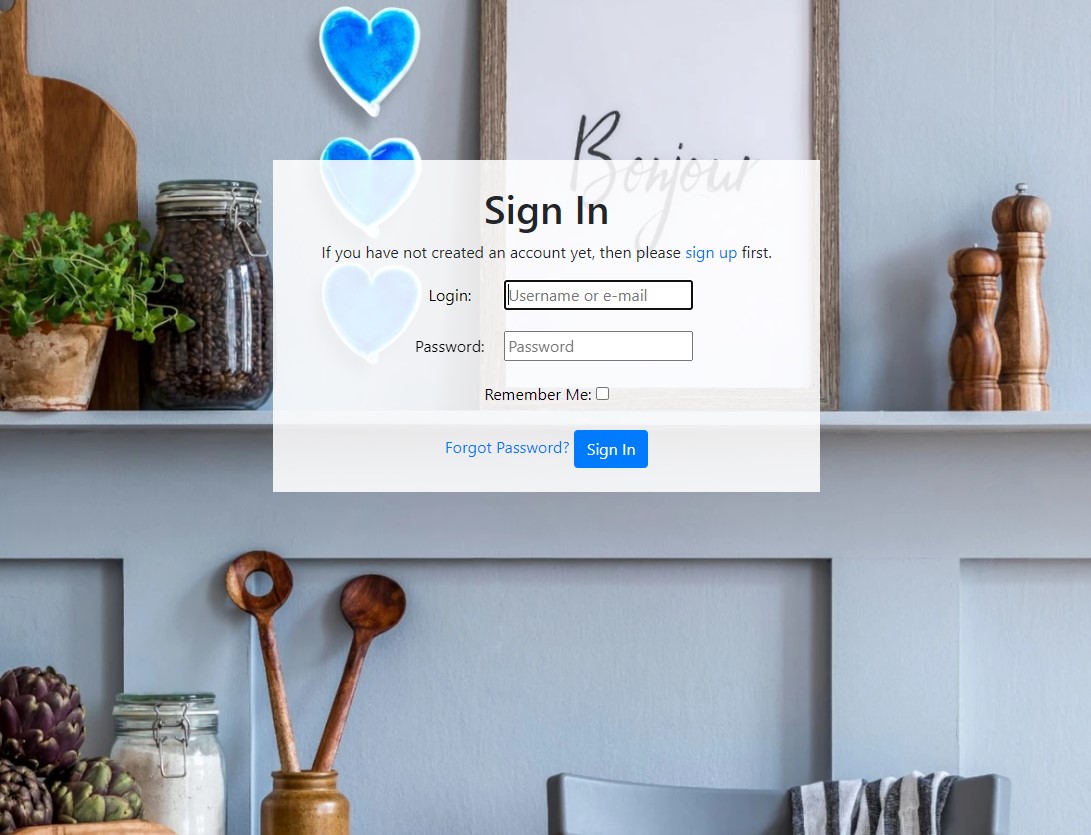 Bonjour
Sign In
If you have not created an account yet, then please sign up first.
Login: Username or e-mail
Password: Password
Remember Me:
Forgot Password? Sign In